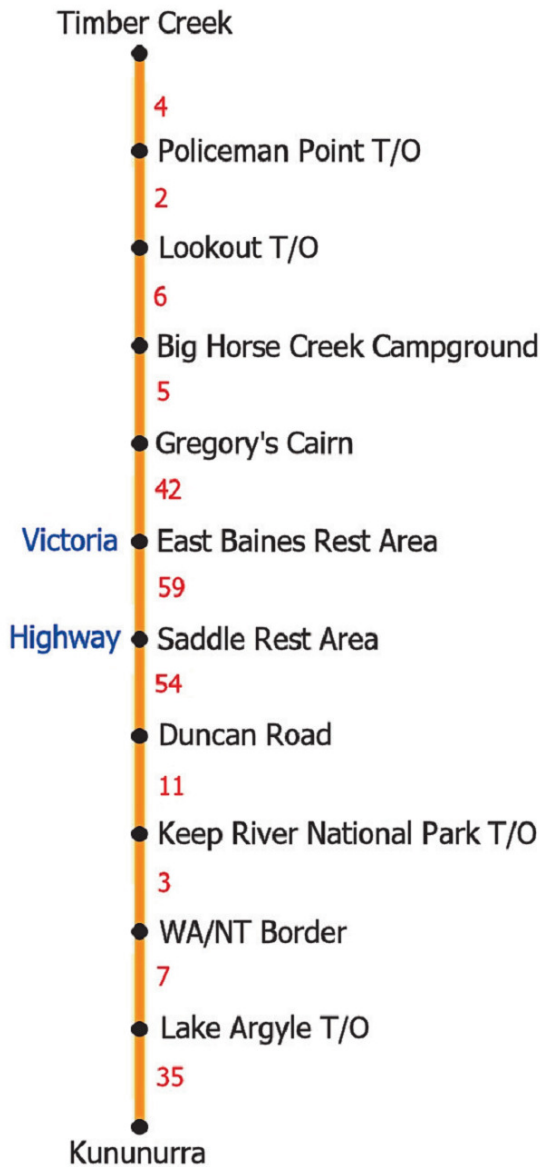 Timber Creek
4
Policeman Point T/O
2
Lookout T/O
6
Big Horse Creek Campground
5
Gregory's Cairn
42
Victoria East Baines Rest Area
59
Highway Saddle Rest Area
54
Duncan Road
11
Keep River National Park T/O
3
WA/NT Border
7
Lake Argyle T/O
35
Kununurra